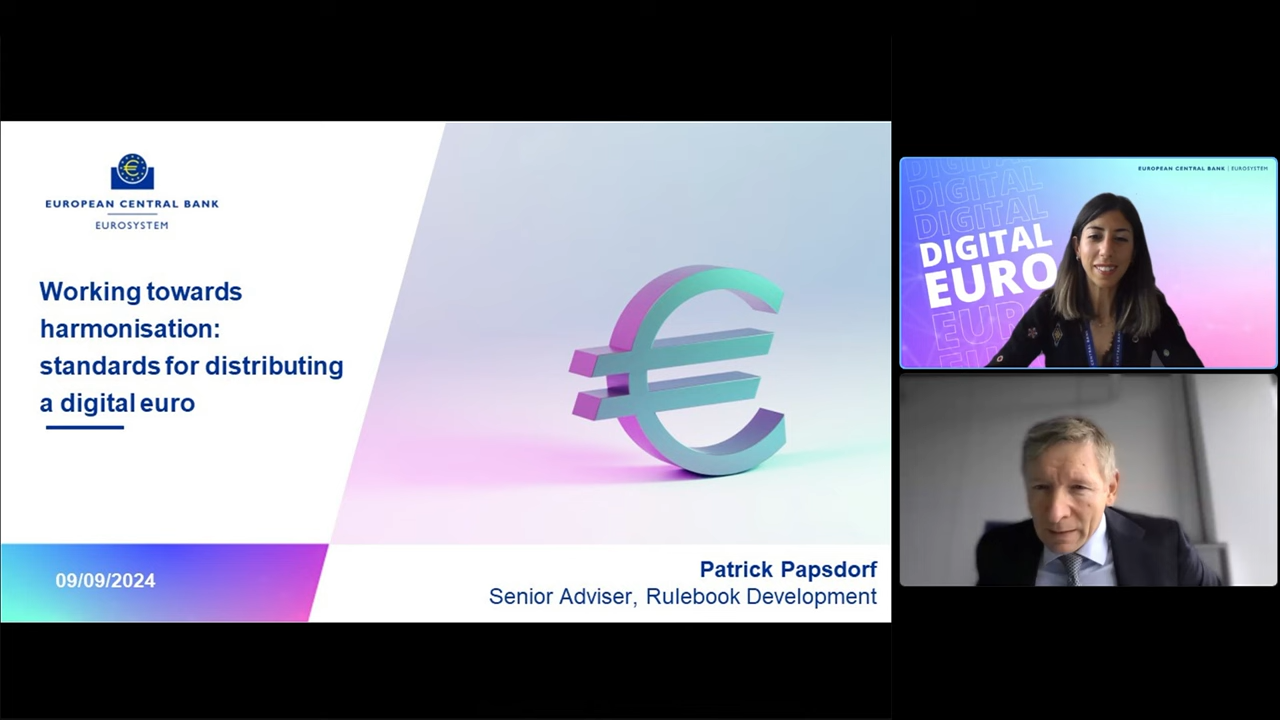 EUROPEAN CENTRAL BANK
EUROSYSTEM
Working towards
harmonisation:
standards for distributing
a digital euro
09/09/2024
Patrick Papsdorf
Senior Adviser, Rulebook Development
EUROPEAN CENTRAL BANK | EUROSYSTEM
DIGITAL
DIGITAL
DIGITAL
DIGITAL
EURO